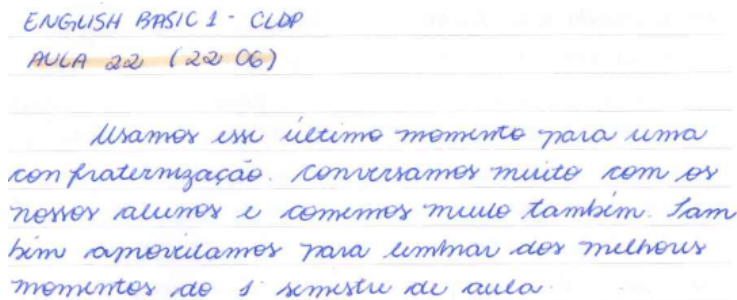 ENGLISH BASIC 1 - CLDP
AULA 22 (22 06)
Usamos esse último momento para uma
confraternização. Conversamos muito com os
nossos alunos e comemos muito também. Tam
bém aproveitamos para lembrar dos melhores
momentos do 1 semestre de aula.